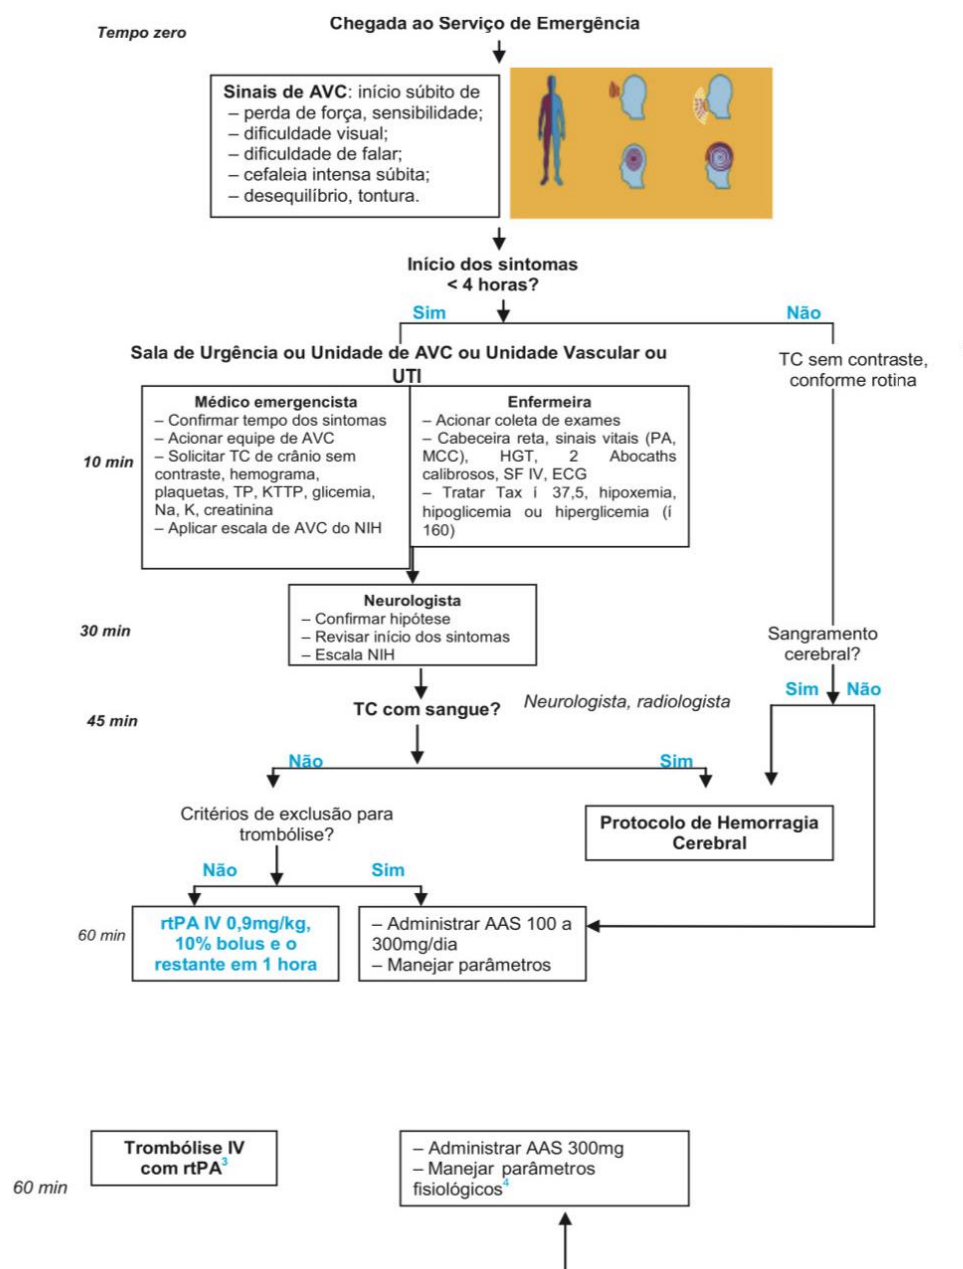 Tempo zero
Chegada ao Serviço de Emergência
Sinais de AVC: início súbito de
– perda de força, sensibilidade;
– dificuldade visual;
– dificuldade de falar;
– cefaleia intensa súbita;
– desequilíbrio, tontura.
Início dos sintomas
< 4 horas?
Sim
Não
Sala de Urgência ou Unidade de AVC ou Unidade Vascular ou
UTI
TC sem contraste,
conforme rotina
10 min
Médico emergencista
– Confirmar tempo dos sintomas
– Acionar equipe de AVC
– Solicitar TC de crânio sem
contraste, hemograma,
plaquetas, TP, KTTP, glicemia,
Na, K, creatinina
– Aplicar escala de AVC do NIH
Enfermeira
– Acionar coleta de exames
– Cabeceira reta, sinais vitais (PA,
MCC), HGT, 2 Abocaths
calibrosos, SF IV, ECG
– Tratar Tax í 37,5, hipoxemia,
hipoglicemia ou hiperglicemia (í
160)
30 min
Neurologista
– Confirmar hipótese
– Revisar início dos sintomas
– Escala NIH
Sangramento
cerebral?
Sim
Não
45 min
TC com sangue?
Neurologista, radiologista
Não
Sim
Critérios de exclusão para
trombólise?
Protocolo de Hemorragia
Cerebral
Não
Sim
60 min
rtPA IV 0,9mg/kg,
10% bolus e o
restante em 1 hora
– Administrar AAS 100 a
300mg/dia
– Manejar parâmetros
60 min
Trombólise IV
com rtPA3
– Administrar AAS 300mg
– Manejar parâmetros
fisiológicos4